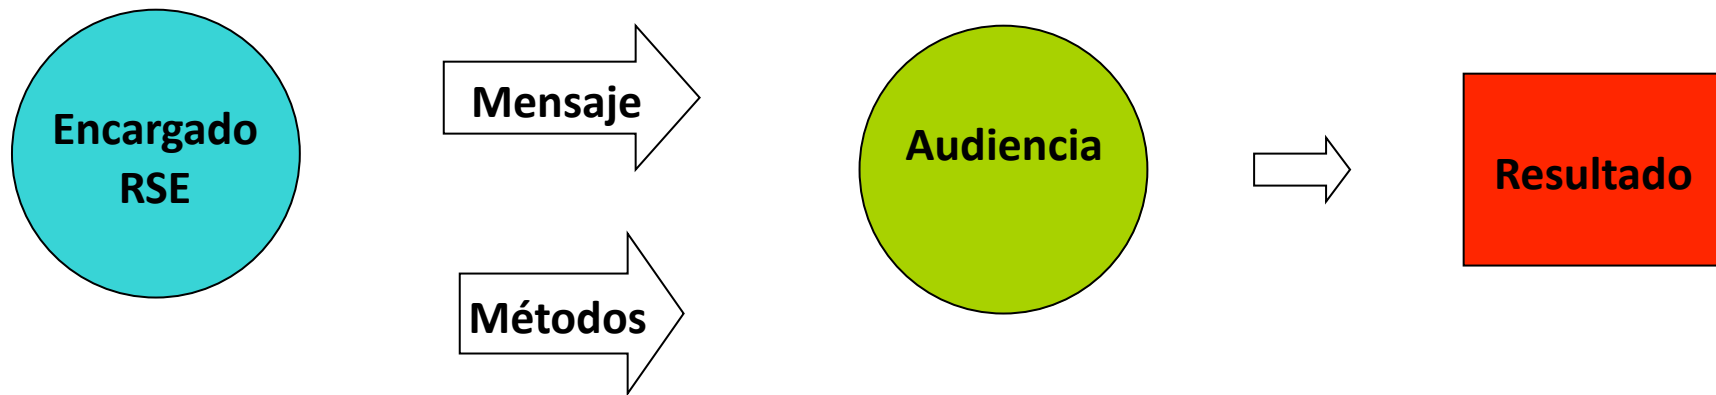 Encargado
RSE
Mensaje
Métodos
Audiencia
Resultado